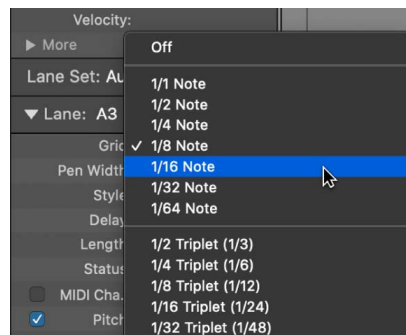 Velocity:
More
Off
Lane Set: Au
1/1 Note
1/2 Note
Lane: A3
1/4 Note
Grid
1/8 Note
Pen Width
1/16 Note
Style
1/32 Note
Delay
1/64 Note
Length
1/2 Triplet (1/3)
Status
1/4 Triplet (1/6)
MIDI Cha.
1/8 Triplet (1/12)
Pitch
1/16 Triplet (1/24)
1/32 Triplet (1/48)